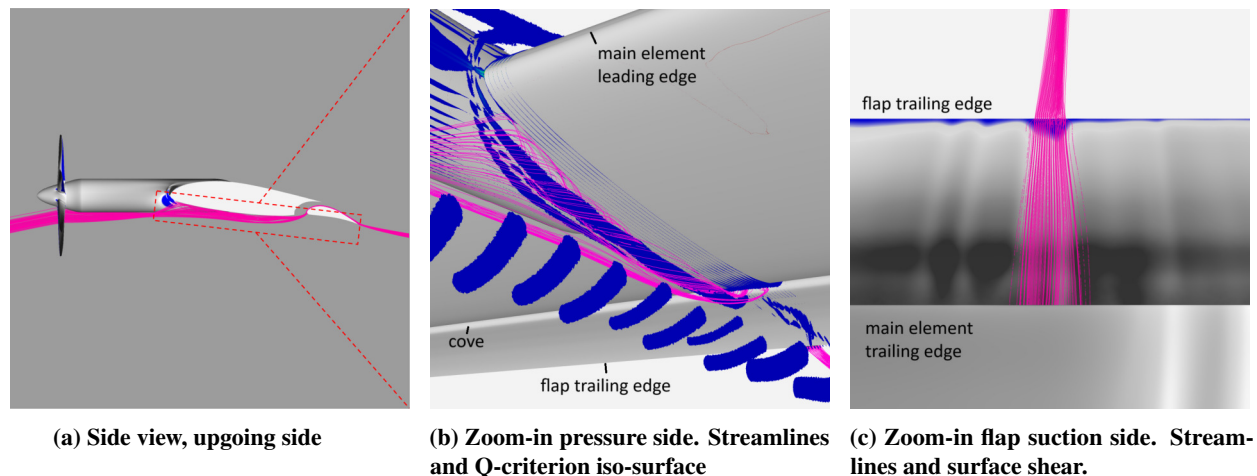 main element
leading edge
cove
flap trailing edge
flap trailing edge
main element
trailing edge
(a) Side view, upgoing side
(b) Zoom-in pressure side. Streamlines
and Q-criterion iso-surface
(c) Zoom-in flap suction side. Stream-
lines and surface shear.